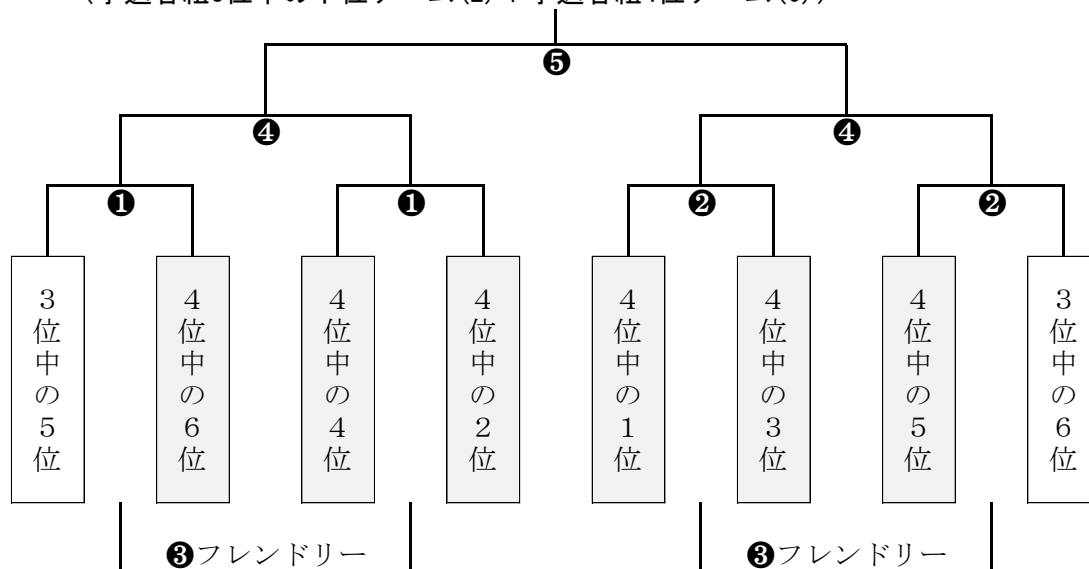 ❺
❹ ❹
❶ ❶ ❷ ❷
3位中の5位
4位中の6位
4位中の4位
4位中の2位
4位中の1位
4位中の3位
4位中の5位
3位中の6位
❸フレンドリー ❸フレンドリー